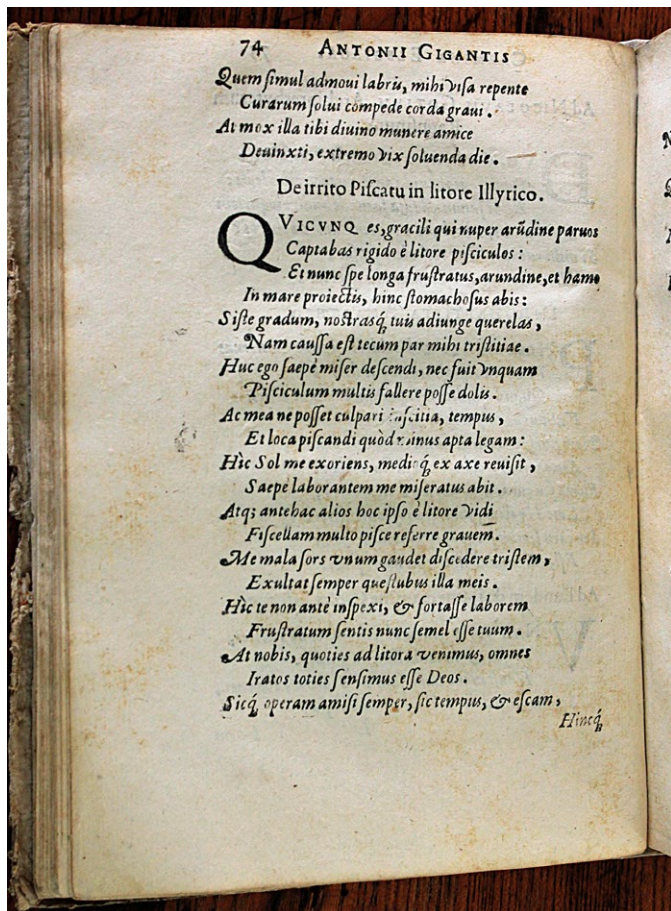 74 ANTONII GIGANTIS
Quem simul admoui labris, mihi visa repente
Curarum solui compede corda graui.
At mox illa tibi diuino munere amice
Deuinxti, extremo vix soluenda die.
De irrito Piscatu in litore Illyrico.
QVICVNQ es, gracili qui nuper arũdine paruos
Captabas rigido è litore pisciculos:
Et nunc spe longa frustratus, arundine, et hamo
In mare proiectis, hinc stomachosus abis:
Siste gradum, nostrasq́; tuis adiunge querelas,
Nam caussa est tecum par mihi tristitiae.
Huc ego saepè miser descendi, nec fuit vnquam
Pisciculum multis fallere posse dolis.
Ac mea ne posset culpari inscitia, tempus,
Et loca piscandi quòd minus apta legam:
Hìc Sol me exoriens, medioq́; ex axe reuisit,
Saepe laborantem me miseratus abit.
Atq; antehac alios hoc ipso è litore vidi
Fiscellam multo pisce referre grauem.
Me mala sors vnum gaudet discedere tristem,
Exultat semper questubus illa meis.
Hìc te non antè inspexi, & fortasse laborem
Frustratum sentis nunc semel esse tuum.
At nobis, quoties ad litora venimus, omnes
Iratos toties sensimus esse Deos.
Sicq́; operam amisi semper, sic tempus, & escam,
Hincq́;